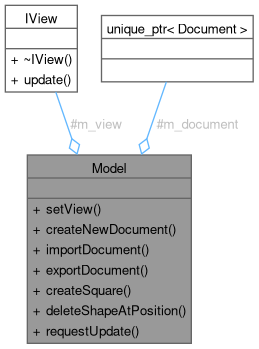 IView
+ ~IView()
+ update()
unique_ptr< Document >
#m_view
#m_document
Model
+ setView()
+ createNewDocument()
+ importDocument()
+ exportDocument()
+ createSquare()
+ deleteShapeAtPosition()
+ requestUpdate()